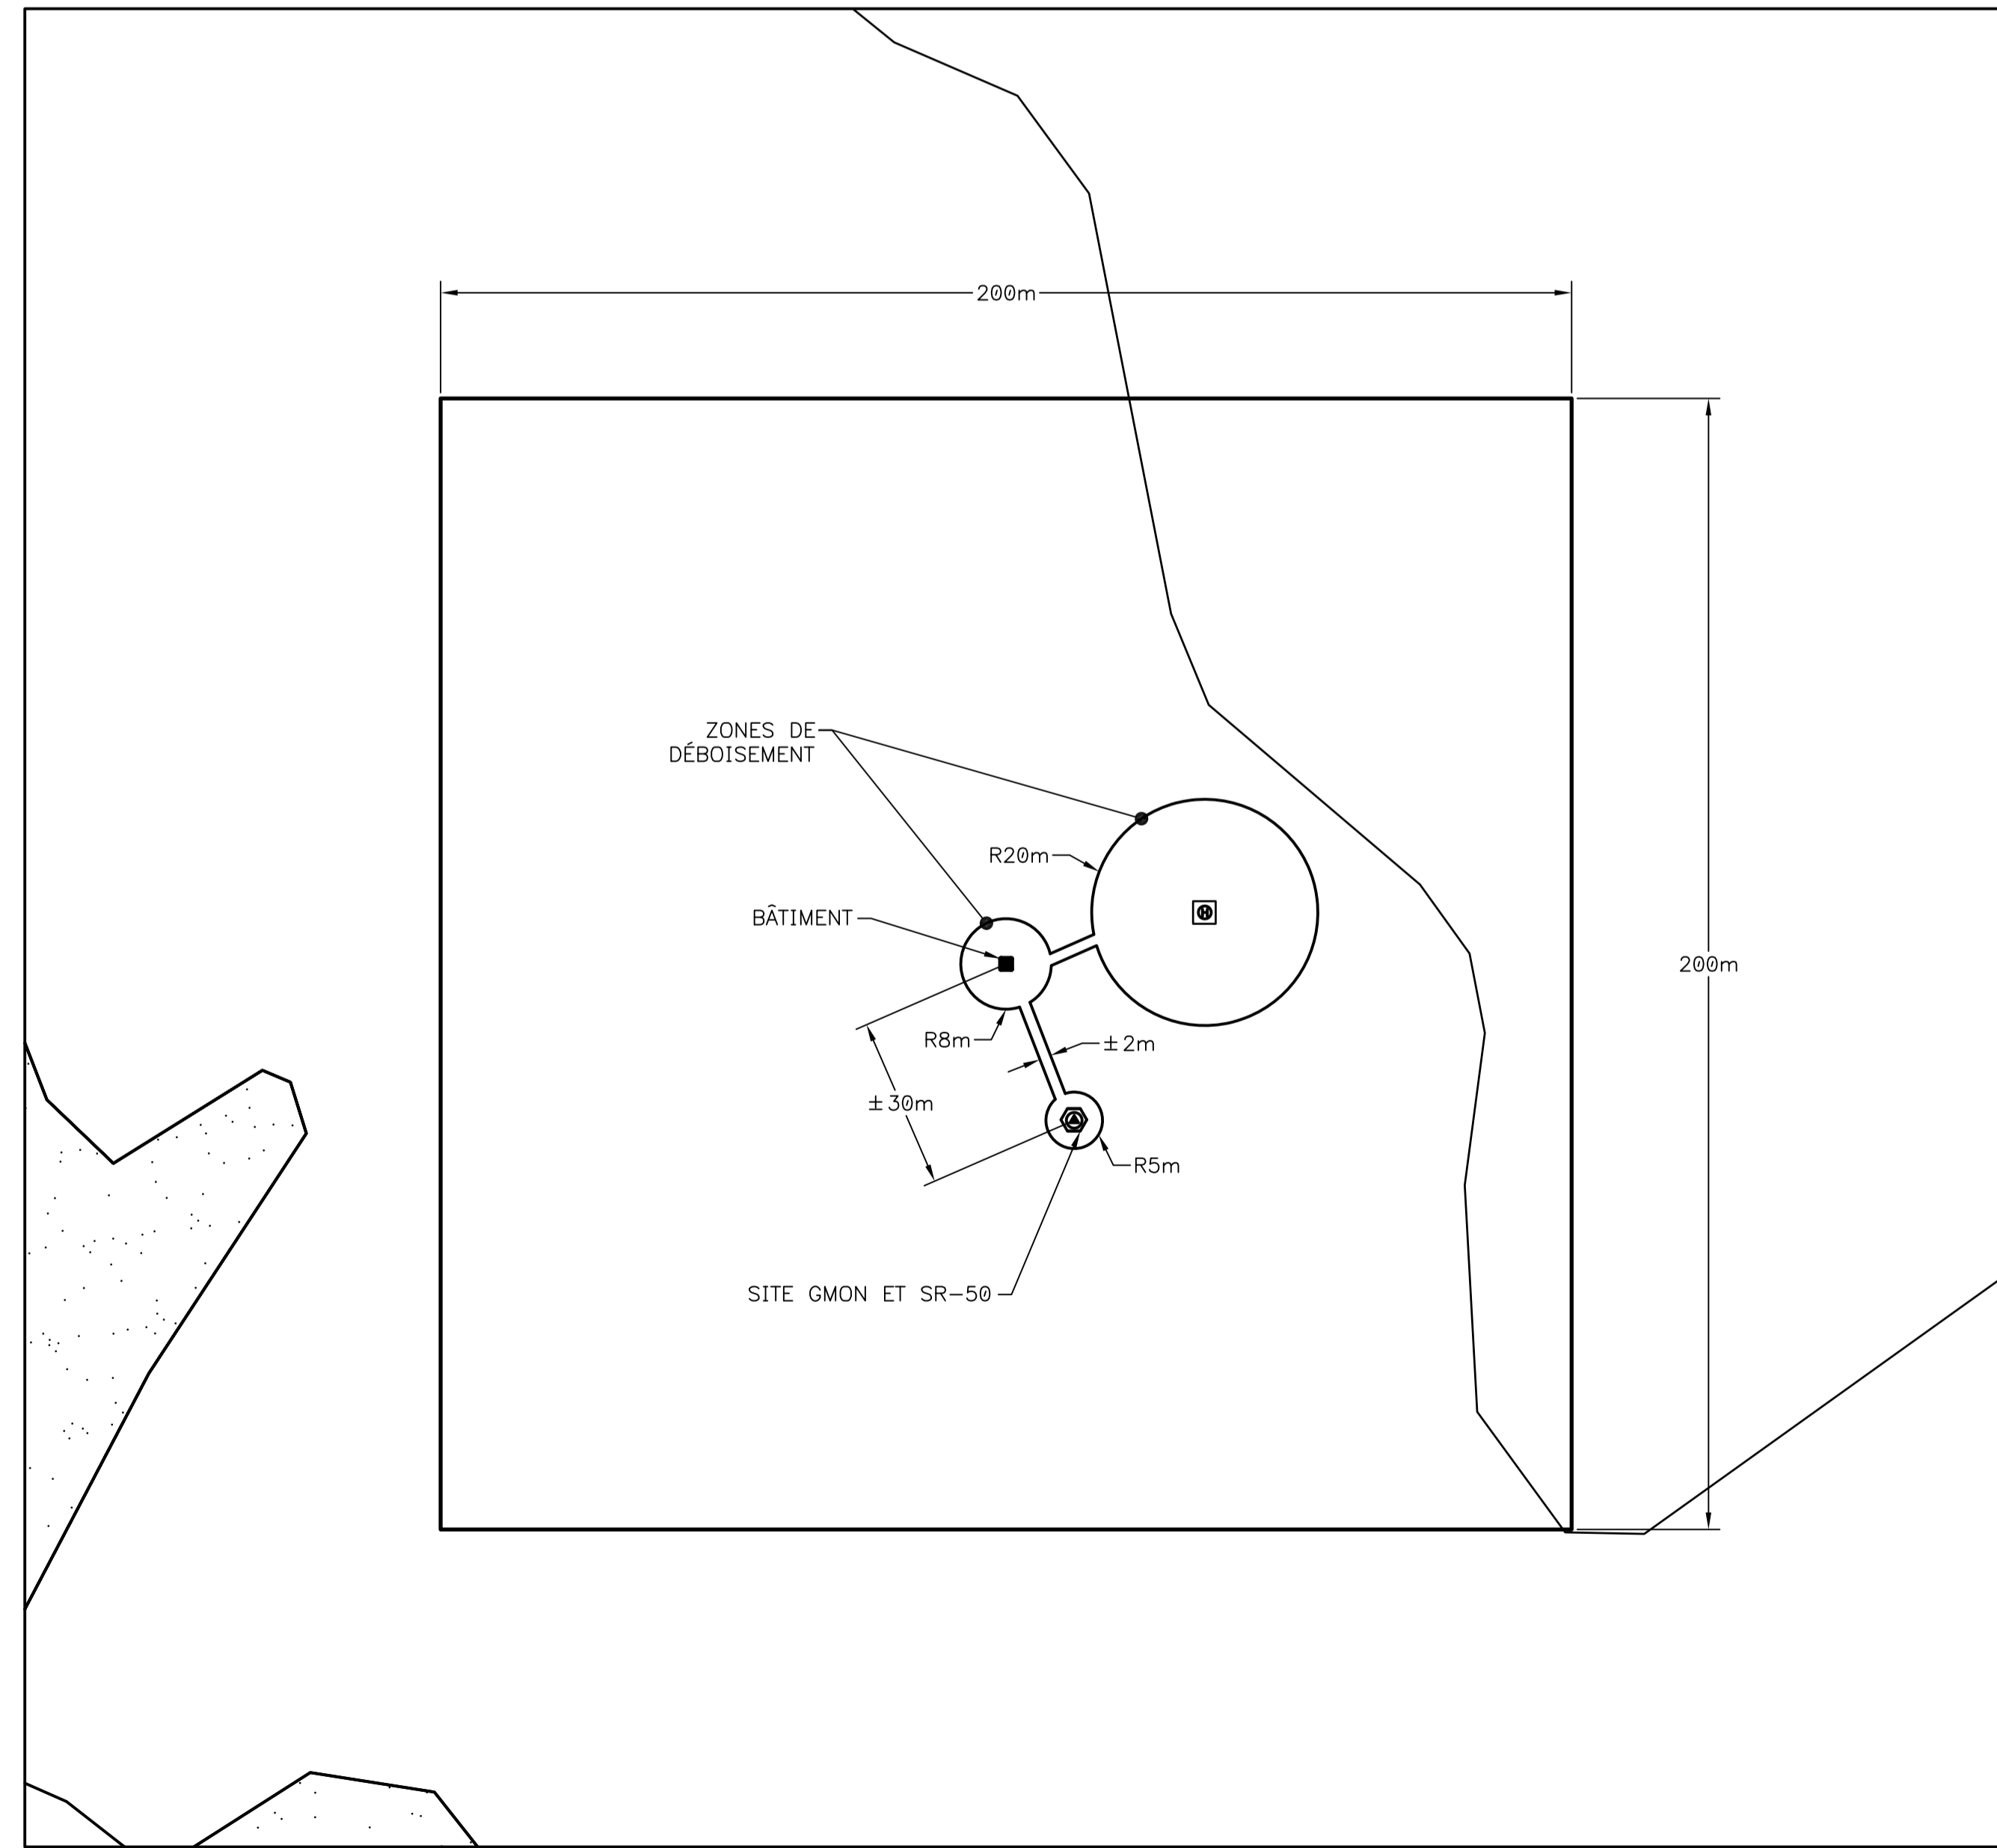 200m
ZONES DE
DÉBOISEMENT
R20m
BÂTIMENT
H
200m
R8m
±2m
±30m
R5m
SITE GMON ET SR-50